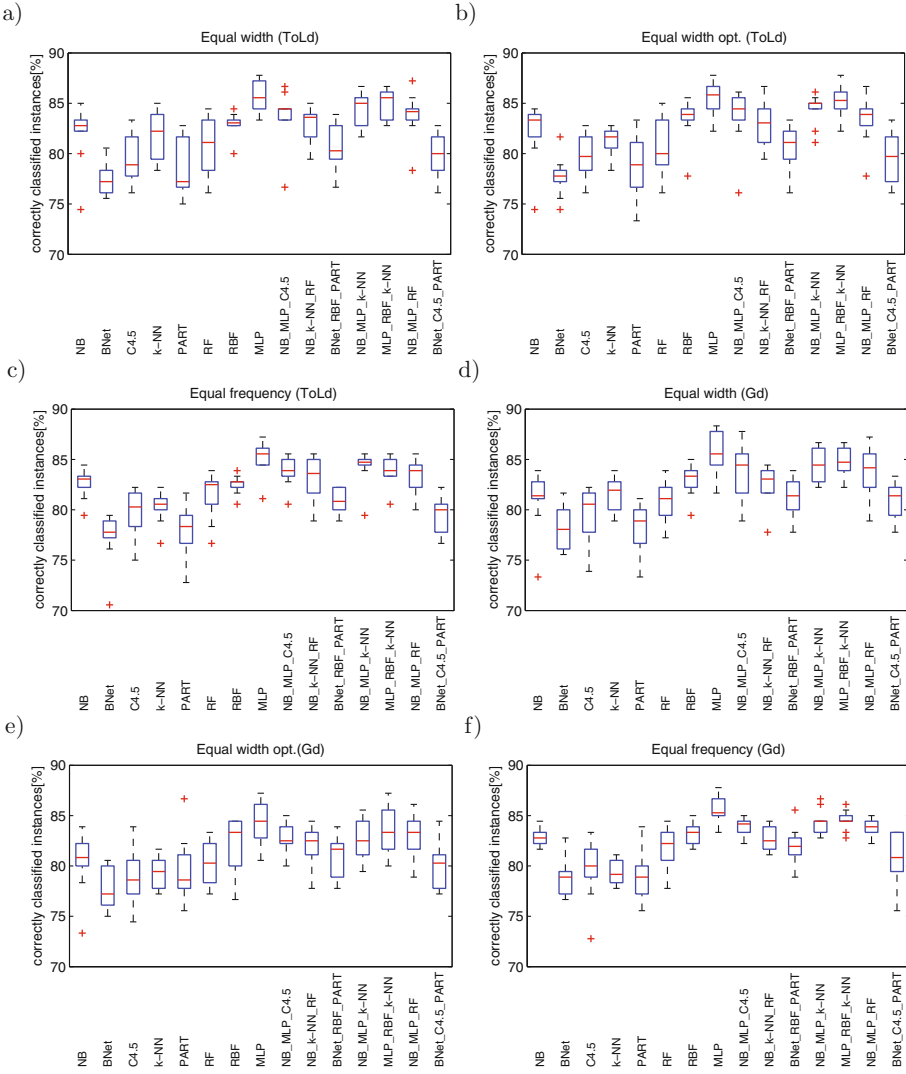 a)
Equal width (ToLd)
correctly classified instances[%]
90
85
80
75
70
NB
BNet
C4.5
k-NN
PART
RF
RBF
MLP
NB_MLP_C4.5
NB_k-NN_RF
BNet_RBF_PART
NB_MLP_k-NN
MLP_RBF_k-NN
NB_MLP_RF
BNet_C4.5_PART
b)
Equal width opt. (ToLd)
correctly classified instances[%]
90
85
80
75
70
NB
BNet
C4.5
k-NN
PART
RF
RBF
MLP
NB_MLP_C4.5
NB_k-NN_RF
BNet_RBF_PART
NB_MLP_k-NN
MLP_RBF_k-NN
NB_MLP_RF
BNet_C4.5_PART
c)
Equal frequency (ToLd)
correctly classified instances[%]
90
85
80
75
70
NB
BNet
C4.5
k-NN
PART
RF
RBF
MLP
NB_MLP_C4.5
NB_k-NN_RF
BNet_RBF_PART
NB_MLP_k-NN
MLP_RBF_k-NN
NB_MLP_RF
BNet_C4.5_PART
d)
Equal width (Gd)
correctly classified instances[%]
90
85
80
75
70
NB
BNet
C4.5
k-NN
PART
RF
RBF
MLP
NB_MLP_C4.5
NB_k-NN_RF
BNet_RBF_PART
NB_MLP_k-NN
MLP_RBF_k-NN
NB_MLP_RF
BNet_C4.5_PART
e)
Equal width opt.(Gd)
correctly classified instances[%]
90
85
80
75
70
NB
BNet
C4.5
k-NN
PART
RF
RBF
MLP
NB_MLP_C4.5
NB_k-NN_RF
BNet_RBF_PART
NB_MLP_k-NN
MLP_RBF_k-NN
NB_MLP_RF
BNet_C4.5_PART
f)
Equal frequency (Gd)
correctly classified instances[%]
90
85
80
75
70
NB
BNet
C4.5
k-NN
PART
RF
RBF
MLP
NB_MLP_C4.5
NB_k-NN_RF
BNet_RBF_PART
NB_MLP_k-NN
MLP_RBF_k-NN
NB_MLP_RF
BNet_C4.5_PART